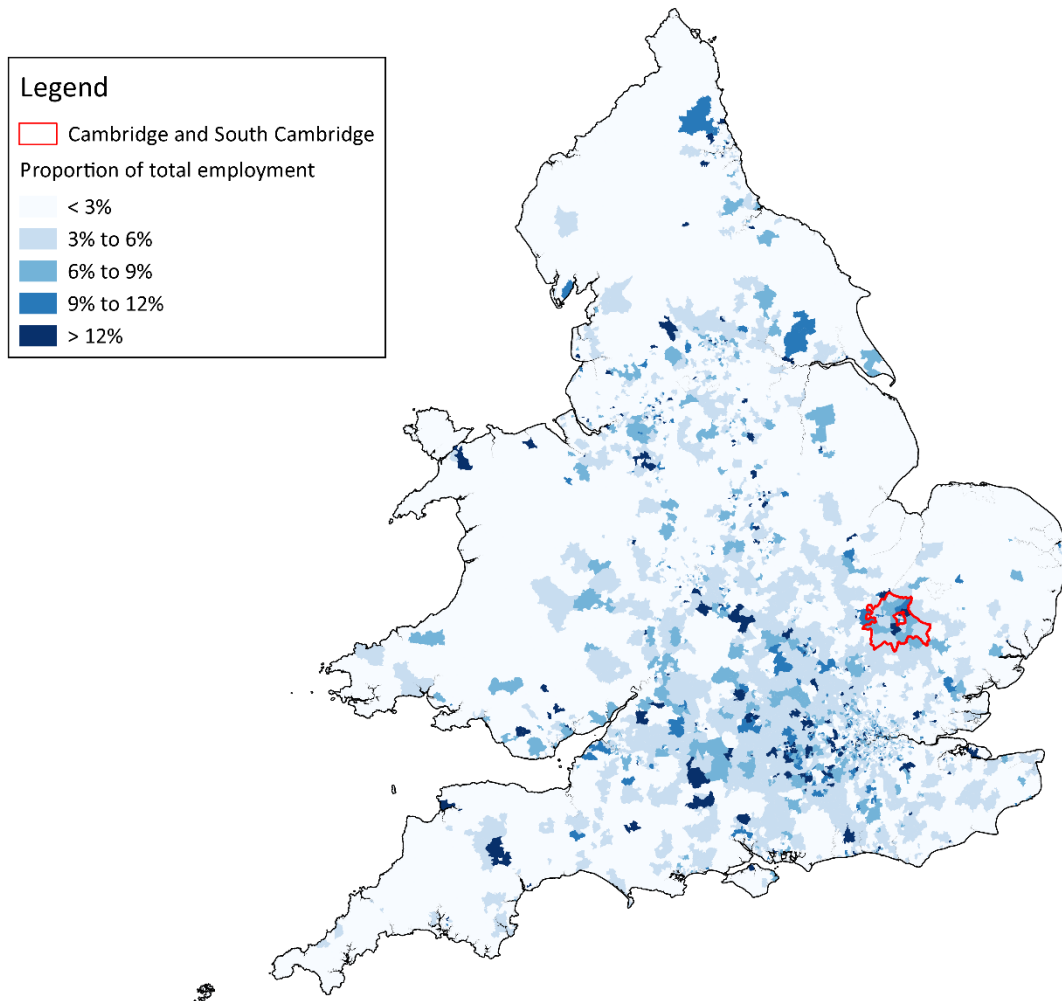 Legend
Cambridge and South Cambridge
Proportion of total employment
< 3%
3% to 6%
6% to 9%
9% to 12%
> 12%